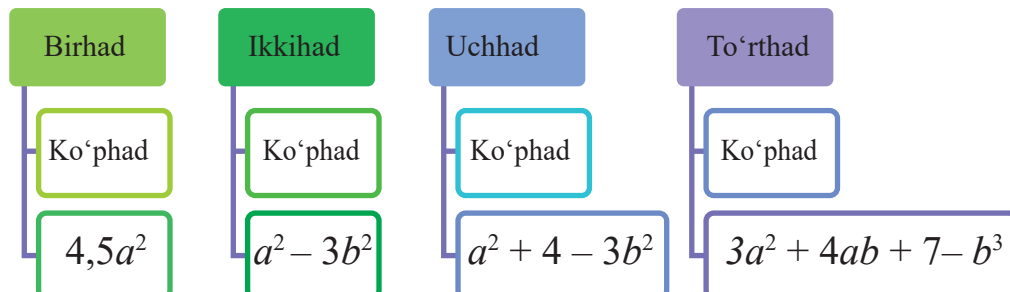 Birhad Ikkihad Uchhad To‘rthad
Ko‘phad Ko‘phad Ko‘phad Ko‘phad
4,5a² a² – 3b² a² + 4 – 3b² 3a² + 4ab + 7– b³